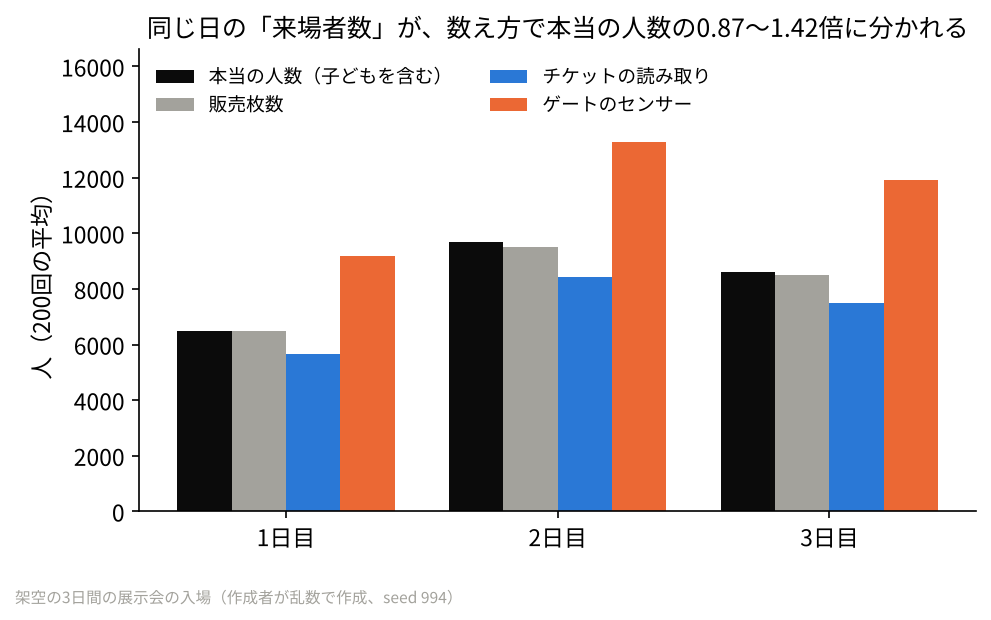 同じ日の「来場者数」が、数え方で本当の人数の0.87〜1.42倍に分かれる
本当の人数（子どもを含む）
販売枚数
チケットの読み取り
ゲートのセンサー
人（200回の平均）
16000
14000
12000
10000
8000
6000
4000
2000
0
1日目
2日目
3日目
架空の3日間の展示会の入場（作成者が乱数で作成、seed 994）